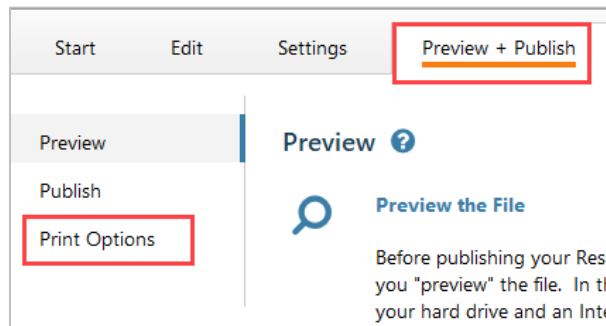 Start Edit Settings Preview + Publish
Preview
Publish
Print Options
Preview ?
Preview the File
Before publishing your Res
you "preview" the file. In th
your hard drive and an Inte